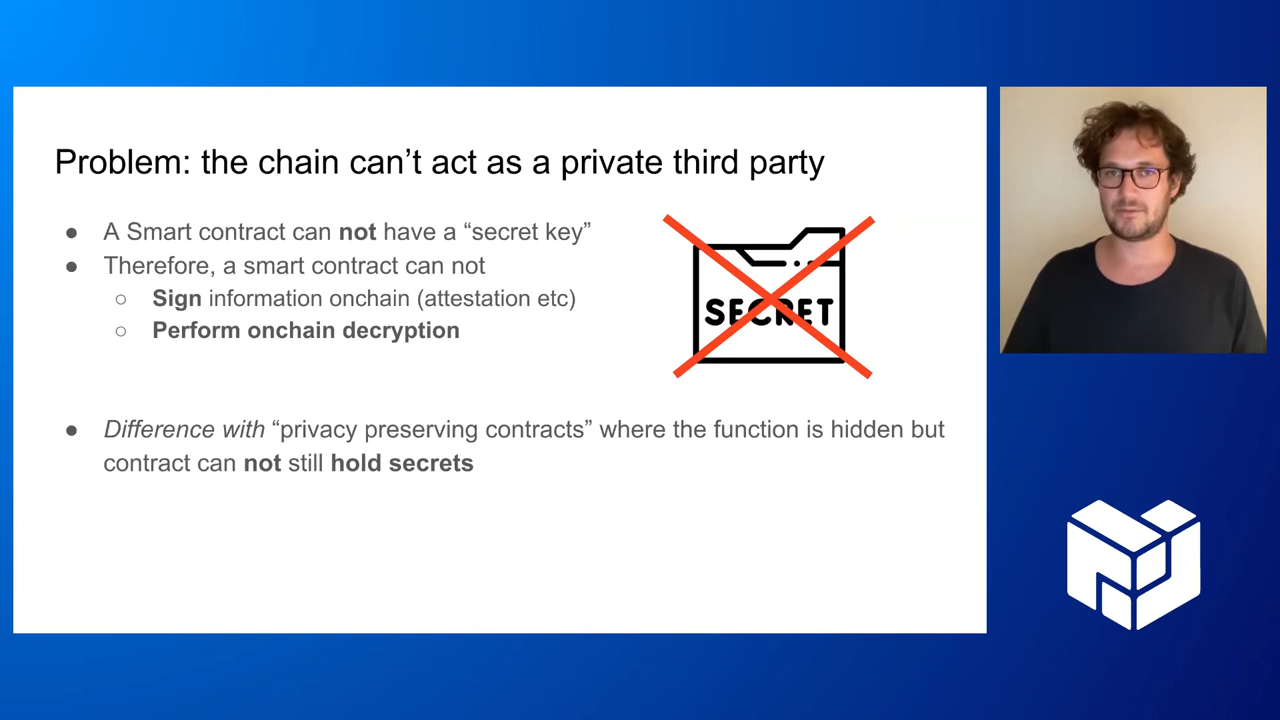 Problem: the chain can’t act as a private third party
● A Smart contract can not have a “secret key”
● Therefore, a smart contract can not
○ Sign information onchain (attestation etc)
○ Perform onchain decryption
SECRET
● Difference with “privacy preserving contracts” where the function is hidden but
contract can not still hold secrets